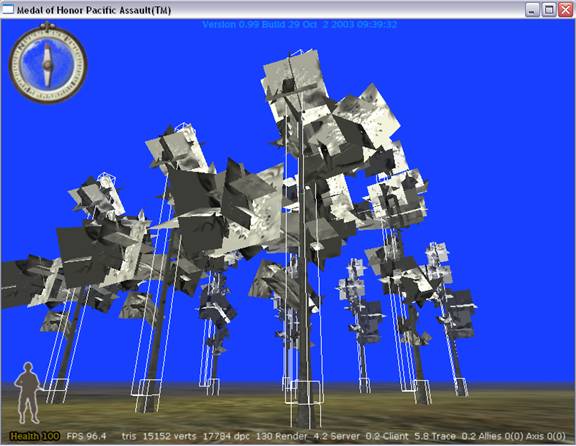 Medal of Honor Pacific Assault(TM)
Version 0.99 Build 29 Oct  2 2003 09:39:32
Health 100 FPS 96.4 tris 15152 verts 17784 dpc 130 Render 4.2 Server 0.2 Client 5.8 Trace 0.2 Allies 0(0) Axis 0(0)